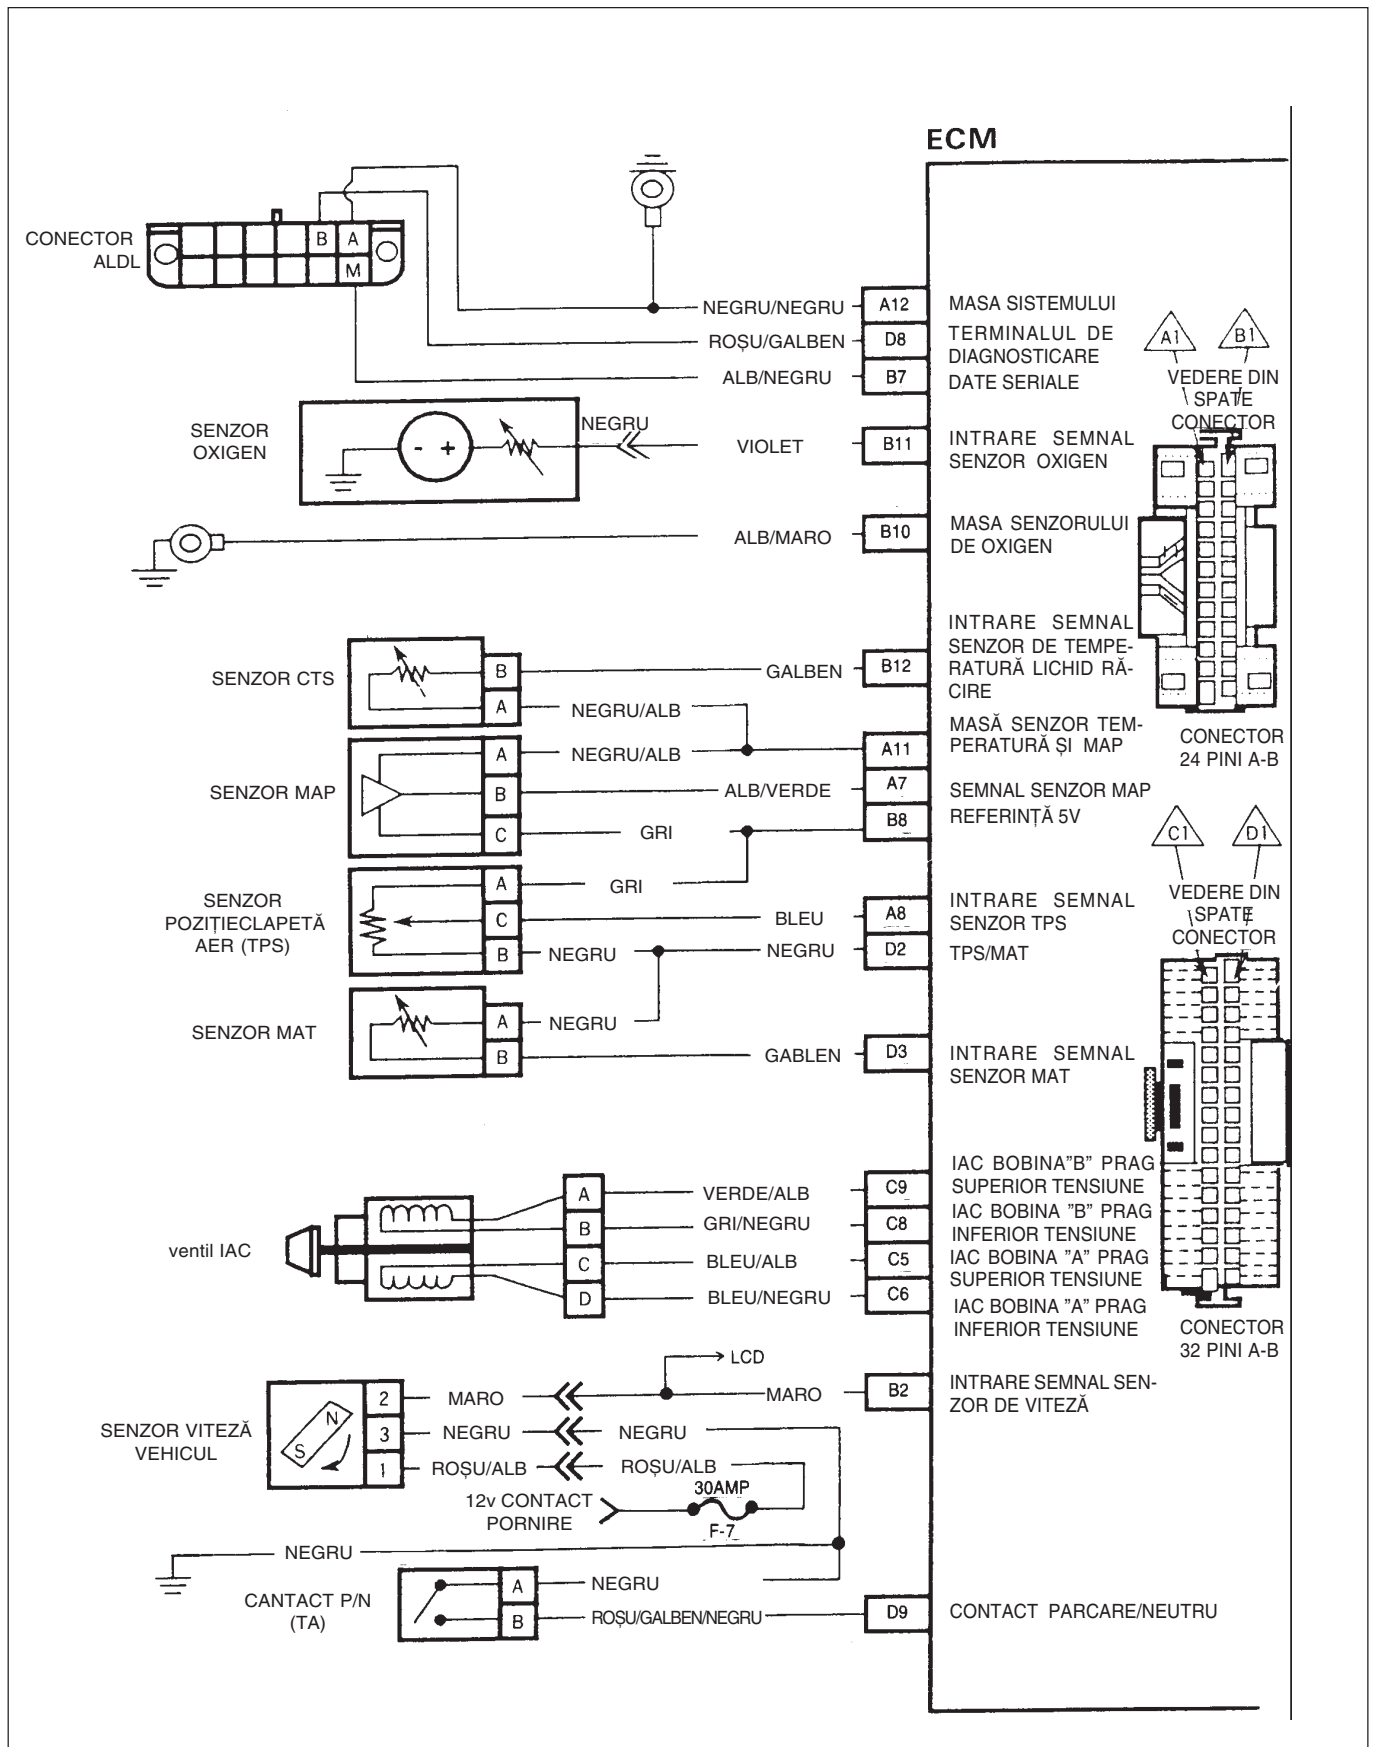 ECM
CONECTOR
ALDL
B A
M
NEGRU/NEGRU A12 MASA SISTEMULUI
ROȘU/GALBEN D8 TERMINALUL DE
DIAGNOSTICARE
ALB/NEGRU B7 DATE SERIALE
A1 B1
VEDERE DIN
SPATE
CONECTOR
SENZOR
OXIGEN
- +
NEGRU
VIOLET B11 INTRARE SEMNAL
SENZOR OXIGEN
ALB/MARO B10 MASA SENZORULUI
DE OXIGEN
SENZOR CTS
B GALBEN B12 INTRARE SEMNAL
SENZOR DE TEMPE-
RATURĂ LICHID RĂ-
CIRE
A NEGRU/ALB
CONECTOR
24 PINI A-B
SENZOR MAP
A NEGRU/ALB A11 MASĂ SENZOR TEM-
PERATURĂ ȘI MAP
B ALB/VERDE A7 SEMNAL SENZOR MAP
C GRI B8 REFERINȚĂ 5V
C1 D1
VEDERE DIN
SPATE
CONECTOR
SENZOR
POZIȚIECLAPETĂ
AER (TPS)
A GRI
C BLEU A8 INTRARE SEMNAL
SENZOR TPS
B NEGRU NEGRU D2 TPS/MAT
SENZOR MAT
A NEGRU
B GABLEN D3 INTRARE SEMNAL
SENZOR MAT
ventil IAC
A VERDE/ALB C9 IAC BOBINA”B” PRAG
SUPERIOR TENSIUNE
B GRI/NEGRU C8 IAC BOBINA ”B” PRAG
INFERIOR TENSIUNE
C BLEU/ALB C5 IAC BOBINA ”A” PRAG
SUPERIOR TENSIUNE
D BLEU/NEGRU C6 IAC BOBINA ”A” PRAG
INFERIOR TENSIUNE
CONECTOR
32 PINI A-B
LCD
SENZOR VITEZĂ
VEHICUL
N
S
2 MARO MARO B2 INTRARE SEMNAL SEN-
ZOR DE VITEZĂ
3 NEGRU NEGRU
1 ROȘU/ALB ROȘU/ALB
12v CONTACT
PORNIRE
30AMP
F-7
NEGRU
CANTACT P/N
(TA)
A NEGRU
B ROȘU/GALBEN/NEGRU D9 CONTACT PARCARE/NEUTRU